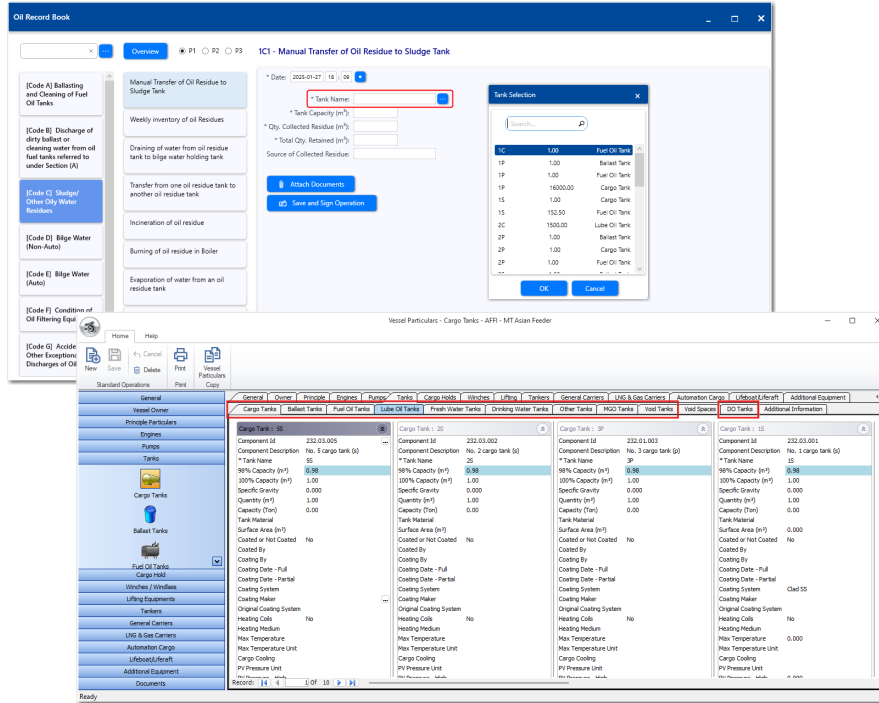 Oil Record Book
Overview
P1
P2
P3
1C1 - Manual Transfer of Oil Residue to Sludge Tank
[Code A] Ballasting
and Cleaning of Fuel
Oil Tanks
[Code B] Discharge of
dirty ballast or
cleaning water from oil
fuel tanks referred to
under Section (A)
[Code C] Sludge/
Other Oily Water
Residues
[Code D] Bilge Water
(Non-Auto)
[Code E] Bilge Water
(Auto)
[Code F] Condition of
Oil Filtering Equi
[Code G] Accide
Other Exceptiona
Discharges of Oil
Manual Transfer of Oil Residue to
Sludge Tank
Weekly inventory of oil Residues
Draining of water from oil residue
tank to bilge water holding tank
Transfer from one oil residue tank to
another oil residue tank
Incineration of oil residue
Burning of oil residue in Boiler
Evaporation of water from an oil
residue tank
* Date: 2025-01-27 18 : 09
* Tank Name:
* Tank Capacity (m³):
* Qty. Collected Residue (m³):
* Total Qty. Retained (m³):
Source of Collected Residue:
Attach Documents
Save and Sign Operation
Tank Selection
Search...
1C 1.00 Fuel Oil Tank
1P 1.00 Ballast Tank
1P 1.00 Fuel Oil Tank
1P 16000.00 Cargo Tank
1S 1.00 Cargo Tank
1S 152.50 Fuel Oil Tank
2C 1500.00 Lube Oil Tank
2P 1.00 Ballast Tank
2P 1.00 Cargo Tank
2P 1.00 Fuel Oil Tank
OK Cancel
Vessel Particulars - Cargo Tanks - AFFI - MT Asian Feeder
Home Help
New
Save
Cancel
Delete
Print
Vessel
Particulars
Standard Operations Print Copy
General
Vessel Owner
Principle Particulars
Engines
Pumps
Tanks
Cargo Tanks
Ballast Tanks
Fuel Oil Tanks
Cargo Hold
Winches / Windlass
Lifting Equipments
Tankers
General Carriers
LNG & Gas Carriers
Automation Cargo
Lifeboat/Liferaft
Additional Equipment
Documents
General Owner Principle Engines Pumps Tanks Cargo Holds Winches Lifting Tankers General Carriers LNG & Gas Carriers Automation Cargo Lifeboat/Liferaft Additional Equipment
Cargo Tanks Ballast Tanks Fuel Oil Tanks Lube Oil Tanks Fresh Water Tanks Drinking Water Tanks Other Tanks MGO Tanks Void Tanks Void Spaces DO Tanks Additional Information
Cargo Tank : 5S
Component Id 232.03.005
Component Description No. 5 cargo tank (s)
* Tank Name 5S
98% Capacity (m³) 0.98
100% Capacity (m³) 1.00
Specific Gravity 0.000
Quantity (m³) 1.00
Capacity (Ton) 0.00
Tank Material
Surface Area (m²)
Coated or Not Coated No
Coated By
Coating By
Coating Date - Full
Coating Date - Partial
Coating System
Coating Maker
Original Coating System
Heating Coils No
Heating Medium
Max Temperature
Max Temperature Unit
Cargo Cooling
PV Pressure Unit
Cargo Tank : 2S
Component Id 232.03.002
Component Description No. 2 cargo tank (s)
* Tank Name 2S
98% Capacity (m³) 0.98
100% Capacity (m³) 1.00
Specific Gravity 0.000
Quantity (m³) 1.00
Capacity (Ton) 0.00
Tank Material
Surface Area (m²)
Coated or Not Coated No
Coated By
Coating By
Coating Date - Full
Coating Date - Partial
Coating System
Coating Maker
Original Coating System
Heating Coils No
Heating Medium
Max Temperature
Max Temperature Unit
Cargo Cooling
PV Pressure Unit
Cargo Tank : 3P
Component Id 232.01.003
Component Description No. 3 cargo tank (p)
* Tank Name 3P
98% Capacity (m³) 0.98
100% Capacity (m³) 1.00
Specific Gravity 0.000
Quantity (m³) 1.00
Capacity (Ton) 0.00
Tank Material
Surface Area (m²)
Coated or Not Coated No
Coated By
Coating By
Coating Date - Full
Coating Date - Partial
Coating System
Coating Maker
Original Coating System
Heating Coils No
Heating Medium
Max Temperature
Max Temperature Unit
Cargo Cooling
PV Pressure Unit
Cargo Tank : 1S
Component Id 232.03.001
Component Description No. 1 cargo tank (s)
* Tank Name 1S
98% Capacity (m³) 0.98
100% Capacity (m³) 1.00
Specific Gravity 0.000
Quantity (m³) 1.00
Capacity (Ton) 0.00
Tank Material
Surface Area (m²) 0.000
Coated or Not Coated No
Coated By
Coating By
Coating Date - Full
Coating Date - Partial
Coating System Clad SS
Coating Maker
Original Coating System
Heating Coils No
Heating Medium
Max Temperature 0.000
Max Temperature Unit
Cargo Cooling
PV Pressure Unit
Record: 1 Of 10
Ready